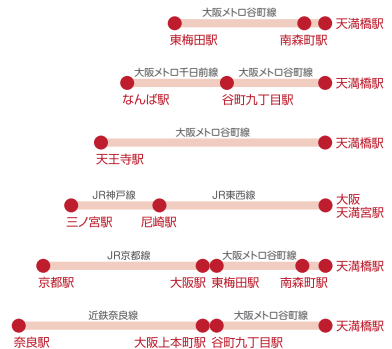 大阪メトロ谷町線
東梅田駅 南森町駅 天満橋駅
大阪メトロ千日前線 大阪メトロ谷町線
なんば駅 谷町九丁目駅 天満橋駅
大阪メトロ谷町線
天王寺駅 天満橋駅
JR神戸線 JR東西線
三ノ宮駅 尼崎駅 大阪
天満宮駅
JR京都線 大阪メトロ谷町線
京都駅 大阪駅 東梅田駅 南森町駅 天満橋駅
近鉄奈良線 大阪メトロ谷町線
奈良駅 大阪上本町駅 谷町九丁目駅 天満橋駅